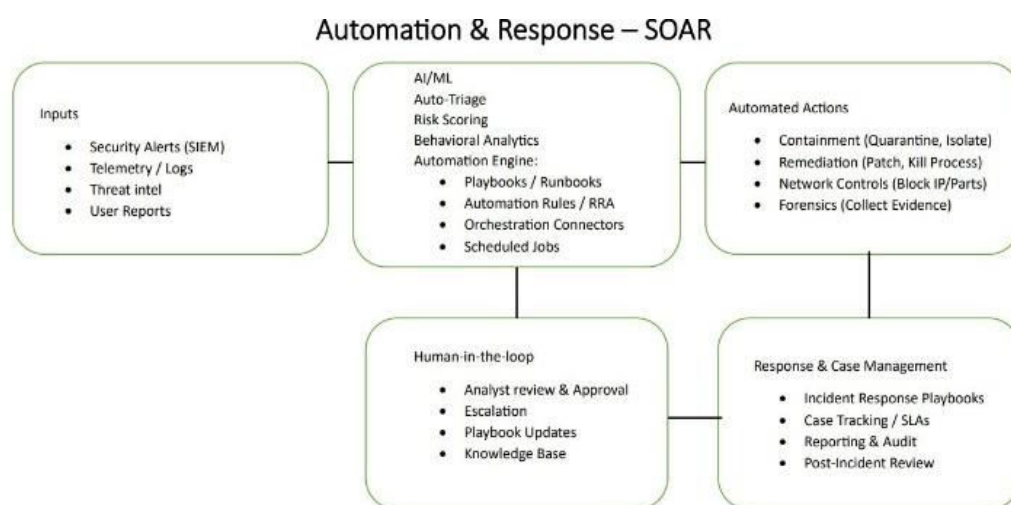 Automation & Response – SOAR
Inputs
Security Alerts (SIEM)
Telemetry / Logs
Threat intel
User Reports
AI/ML
Auto-Triage
Risk Scoring
Behavioral Analytics
Automation Engine:
Playbooks / Runbooks
Automation Rules / RRA
Orchestration Connectors
Scheduled Jobs
Automated Actions
Containment (Quarantine, Isolate)
Remediation (Patch, Kill Process)
Network Controls (Block IP/Parts)
Forensics (Collect Evidence)
Human-in-the-loop
Analyst review & Approval
Escalation
Playbook Updates
Knowledge Base
Response & Case Management
Incident Response Playbooks
Case Tracking / SLAs
Reporting & Audit
Post-Incident Review